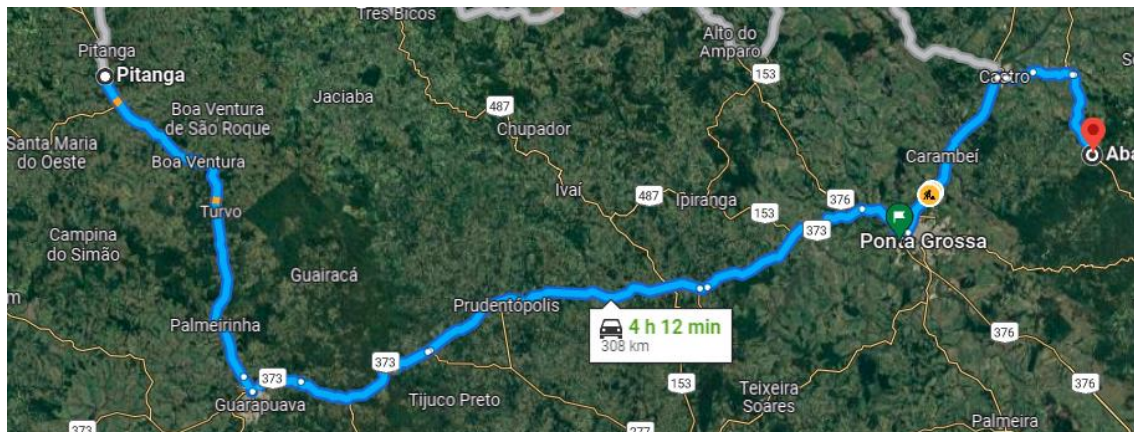 Tres Bicos
Alto do
Amparo
Pitanga
Pitanga
153
Castro
487
Jaciaba
Boa Ventura
de São Roque
Chupador
Santa Maria
do Oeste
Boa Ventura
Carambeí
Aba
Ivaí
487
Ipiranga
376
153
373
Turvo
Campina
do Simão
Ponta Grossa
Guairacá
Prudentópolis
Palmeirinha
4 h 12 min
308 km
376
373
373
153
376
Guarapuava
Tijuco Preto
Teixeira
Soares
Palmeira
373
277